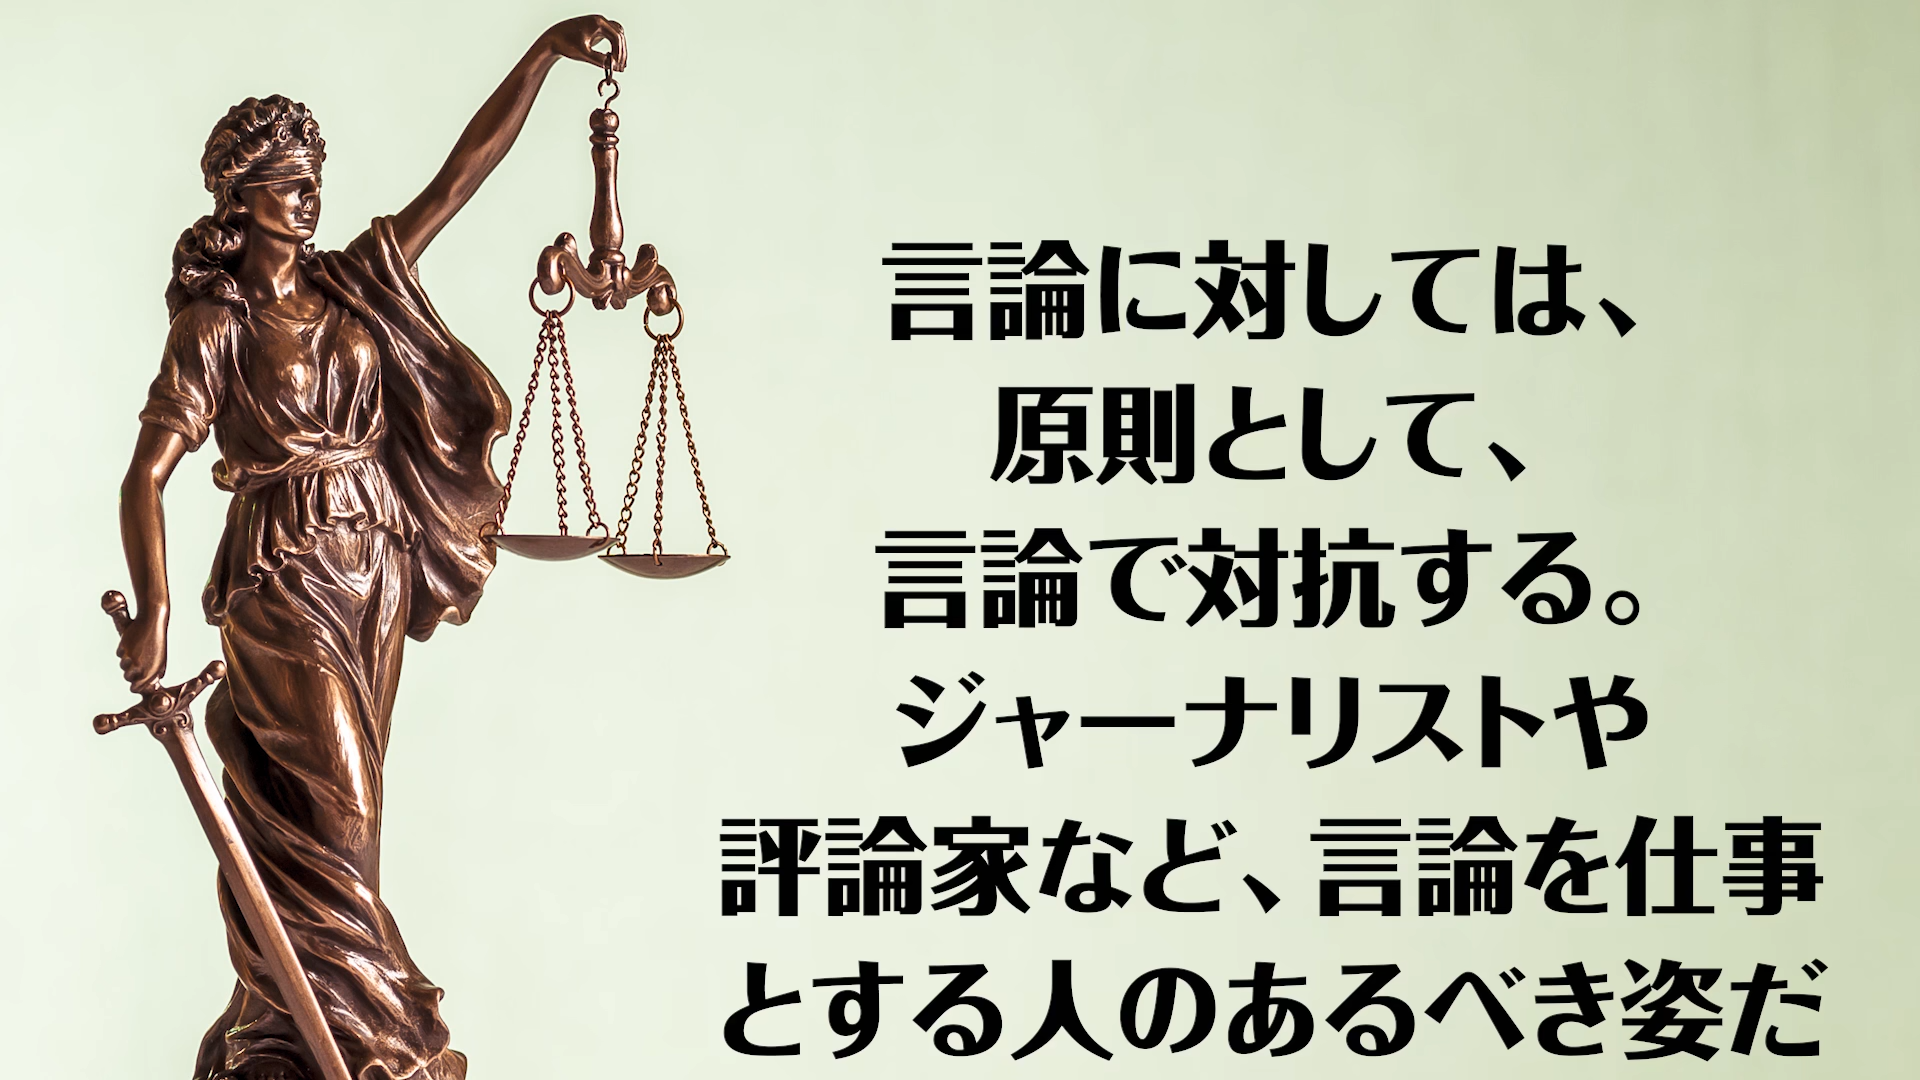 言論に対しては、
原則として、
言論で対抗する。
ジャーナリストや
評論家など、言論を仕事
とする人のあるべき姿だ